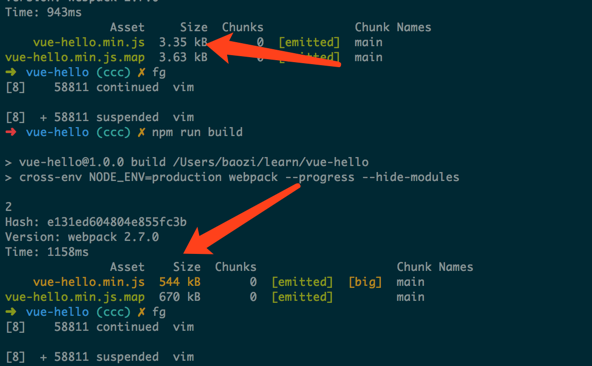 Time: 943ms
Asset Size Chunks Chunk Names
vue-hello.min.js 3.35 kB 0 [emitted] main
vue-hello.min.js.map 3.63 kB 0 [emitted] main
➜ vue-hello (ccc) ✗ fg
[8] 58811 continued vim
[8] + 58811 suspended vim
➜ vue-hello (ccc) ✗ npm run build
> vue-hello@1.0.0 build /Users/baozi/learn/vue-hello
> cross-env NODE_ENV=production webpack --progress --hide-modules
2
Hash: e131ed604804e855fc3b
Version: webpack 2.7.0
Time: 1158ms
Asset Size Chunks Chunk Names
vue-hello.min.js 544 kB 0 [emitted] [big] main
vue-hello.min.js.map 670 kB 0 [emitted] main
➜ vue-hello (ccc) ✗ fg
[8] 58811 continued vim
[8] + 58811 suspended vim